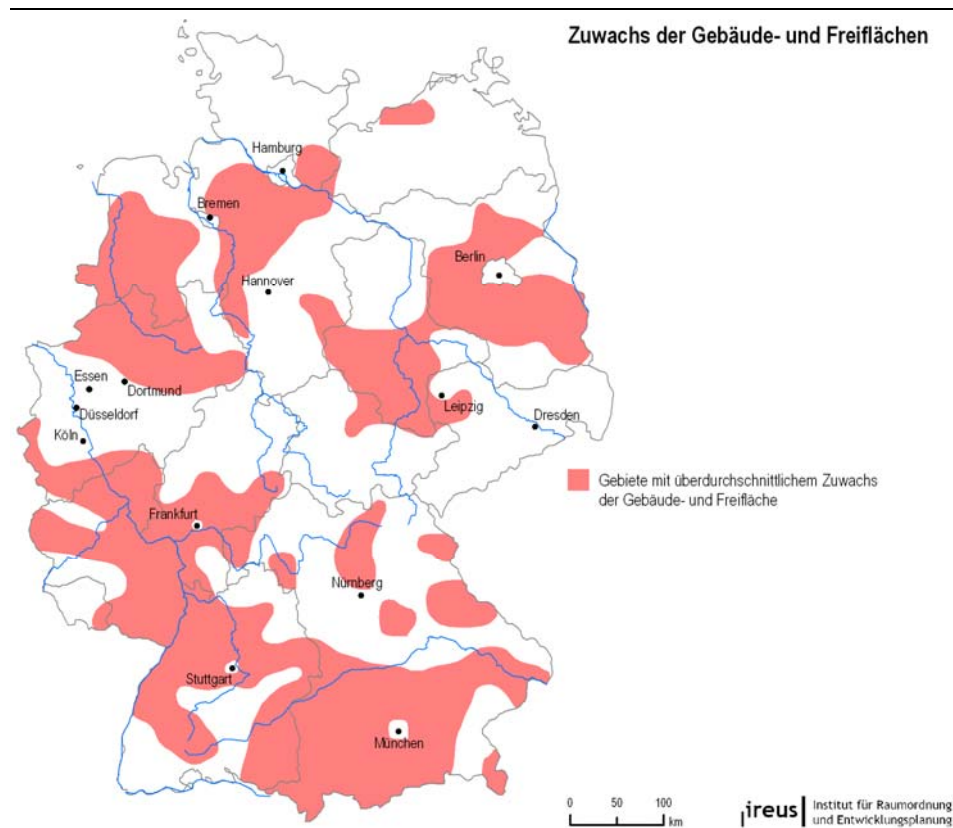 Zuwachs der Gebäude- und Freiflächen
Hamburg
Bremen
Berlin
Hannover
Essen
Dortmund
Düsseldorf
Köln
Leipzig
Dresden
Gebiete mit überdurchschnittlichem Zuwachs
der Gebäude- und Freifläche
Frankfurt
Nürnberg
Stuttgart
München
0 50 100
km
ireus
Institut für Raumordnung
und Entwicklungsplanung